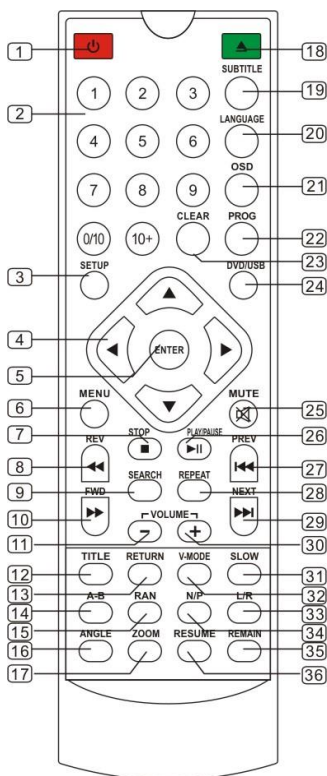 1 18
SUBTITLE
1 2 3 19
2
LANGUAGE
4 5 6 20
OSD
7 8 9 21
CLEAR PROG
0/10 10+ 22
23
SETUP DVD/USB
3 24
4
ENTER
5
MENU MUTE
6 25
STOP PLAY/PAUSE
7 26
REV PREV
8 27
SEARCH REPEAT
9 28
FWD NEXT
10 29
VOLUME
11 − + 30
TITLE RETURN V-MODE SLOW
12 31
13 32
A-B RAN N/P L/R
14 33
15 34
ANGLE ZOOM RESUME REMAIN
16 35
17 36